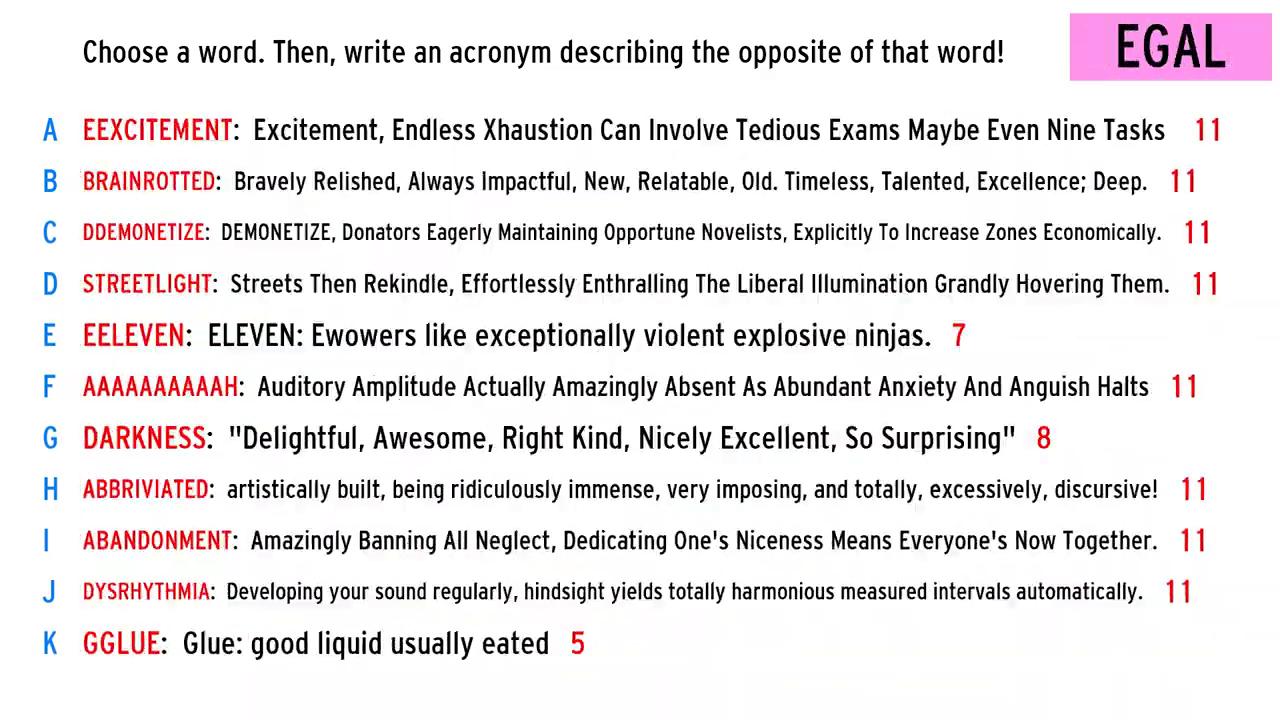 Choose a word. Then, write an acronym describing the opposite of that word!
EGAL
A EEXCITEMENT: Excitement, Endless Xhaustion Can Involve Tedious Exams Maybe Even Nine Tasks 11
B BRAINROTTED: Bravely Relished, Always Impactful, New, Relatable, Old. Timeless, Talented, Excellence; Deep. 11
C DDEMONETIZE: DEMONETIZE, Donators Eagerly Maintaining Opportune Novelists, Explicitly To Increase Zones Economically. 11
D STREETLIGHT: Streets Then Rekindle, Effortlessly Enthralling The Liberal Illumination Grandly Hovering Them. 11
E EELEVEN: ELEVEN: Ewowers like exceptionally violent explosive ninjas. 7
F AAAAAAAAAAH: Auditory Amplitude Actually Amazingly Absent As Abundant Anxiety And Anguish Halts 11
G DARKNESS: "Delightful, Awesome, Right Kind, Nicely Excellent, So Surprising" 8
H ABBRIVIATED: artistically built, being ridiculously immense, very imposing, and totally, excessively, discursive! 11
I ABANDONMENT: Amazingly Banning All Neglect, Dedicating One's Niceness Means Everyone's Now Together. 11
J DYSRHYTHMIA: Developing your sound regularly, hindsight yields totally harmonious measured intervals automatically. 11
K GGLUE: Glue: good liquid usually eated 5